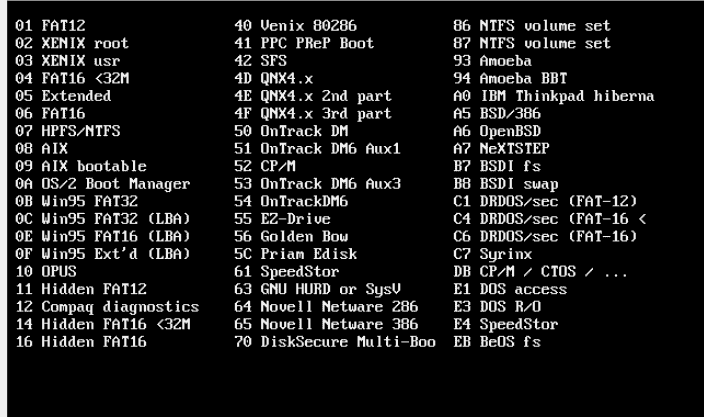 01 FAT12 40 Venix 80286 86 NTFS volume set
02 XENIX root 41 PPC PReP Boot 87 NTFS volume set
03 XENIX usr 42 SFS 93 Amoeba
04 FAT16 <32M 4D QNX4.x 94 Amoeba BBT
05 Extended 4E QNX4.x 2nd part A0 IBM Thinkpad hiberna
06 FAT16 4F QNX4.x 3rd part A5 BSD/386
07 HPFS/NTFS 50 OnTrack DM A6 OpenBSD
08 AIX 51 OnTrack DM6 Aux1 A7 NeXTSTEP
09 AIX bootable 52 CP/M B7 BSDI fs
0A OS/2 Boot Manager 53 OnTrack DM6 Aux3 B8 BSDI swap
0B Win95 FAT32 54 OnTrackDM6 C1 DRDOS/sec (FAT-12)
0C Win95 FAT32 (LBA) 55 EZ-Drive C4 DRDOS/sec (FAT-16 <
0E Win95 FAT16 (LBA) 56 Golden Bow C6 DRDOS/sec (FAT-16)
0F Win95 Ext'd (LBA) 5C Priam Edisk C7 Syrinx
10 OPUS 61 SpeedStor DB CP/M / CTOS / ...
11 Hidden FAT12 63 GNU HURD or SysV E1 DOS access
12 Compaq diagnostics 64 Novell Netware 286 E3 DOS R/O
14 Hidden FAT16 <32M 65 Novell Netware 386 E4 SpeedStor
16 Hidden FAT16 70 DiskSecure Multi-Boo EB BeOS fs